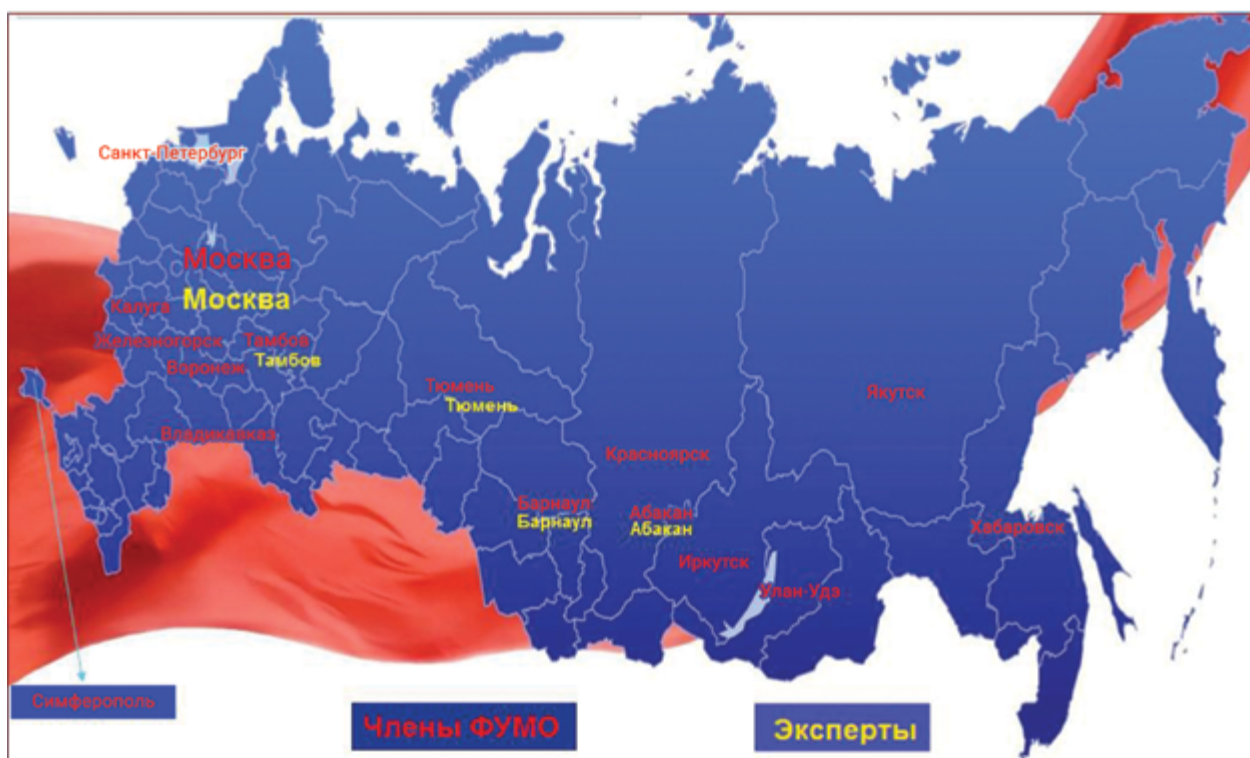 Санкт-Петербург
Москва
Москва
Калуга
Железногорск
Тамбов
Тамбов
Воронеж
Тюмень
Тюмень
Якутск
Владикавказ
Красноярск
Барнаул
Барнаул
Абакан
Абакан
Хабаровск
Иркутск
Улан-Удэ
Симферополь
Члены ФУМО
Эксперты